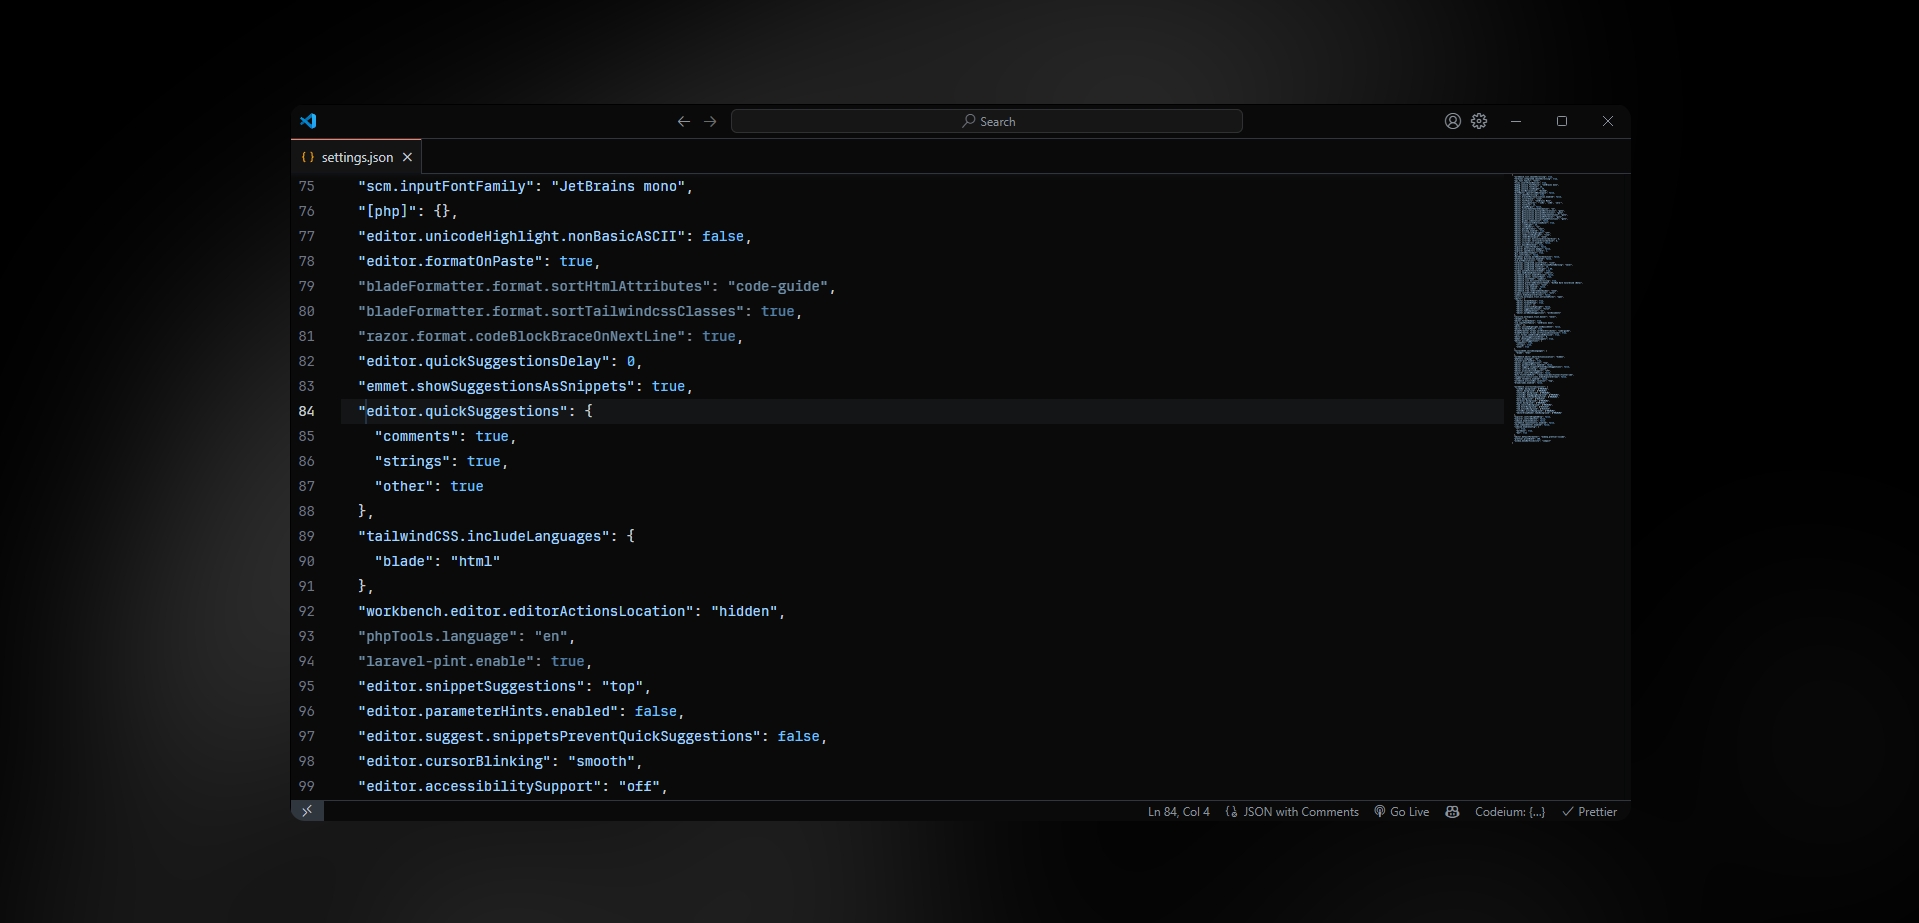 Search
{ } settings.json
75 "scm.inputFontFamily": "JetBrains mono",
76 "[php]": {},
77 "editor.unicodeHighlight.nonBasicASCII": false,
78 "editor.formatOnPaste": true,
79 "bladeFormatter.format.sortHtmlAttributes": "code-guide",
80 "bladeFormatter.format.sortTailwindcssClasses": true,
81 "razor.format.codeBlockBraceOnNextLine": true,
82 "editor.quickSuggestionsDelay": 0,
83 "emmet.showSuggestionsAsSnippets": true,
84 "editor.quickSuggestions": {
85 "comments": true,
86 "strings": true,
87 "other": true
88 },
89 "tailwindCSS.includeLanguages": {
90 "blade": "html"
91 },
92 "workbench.editor.editorActionsLocation": "hidden",
93 "phpTools.language": "en",
94 "laravel-pint.enable": true,
95 "editor.snippetSuggestions": "top",
96 "editor.parameterHints.enabled": false,
97 "editor.suggest.snippetsPreventQuickSuggestions": false,
98 "editor.cursorBlinking": "smooth",
99 "editor.accessibilitySupport": "off",
Ln 84, Col 4 JSON with Comments Go Live Codeium: {...} Prettier